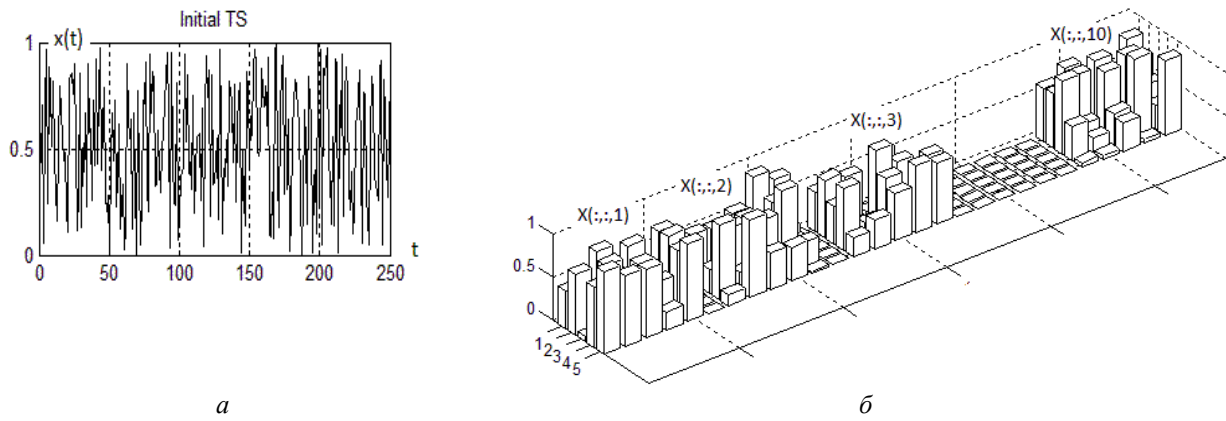 Initial TS
x(t)
1
0.5
0
0 50 100 150 200 250
t
X(:,:,1)
X(:,:,2)
X(:,:,3)
X(:,:,10)
1
0.5
0
1
2
3
4
5
а
б